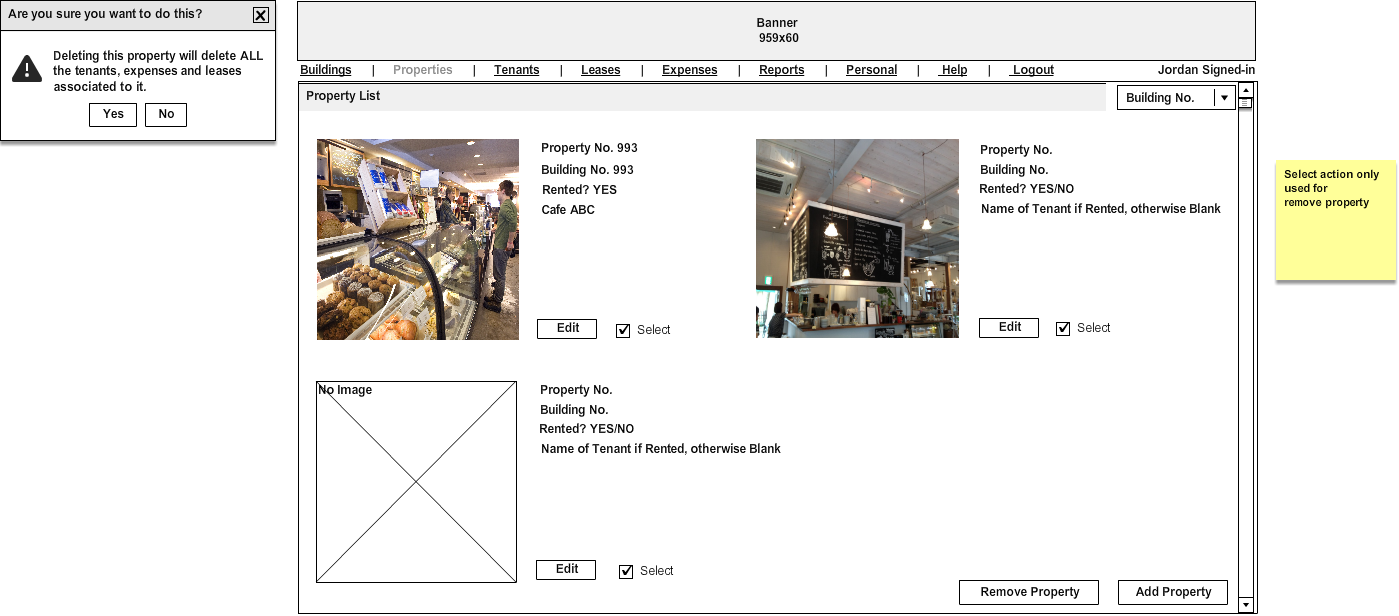 Are you sure you want to do this?
Deleting this property will delete ALL
the tenants, expenses and leases
associated to it.
Yes No
Banner
959x60
Buildings | Properties | Tenants | Leases | Expenses | Reports | Personal | Help | Logout Jordan Signed-in
Property List
Building No.
Property No. 993
Building No. 993
Rented? YES
Cafe ABC
Edit Select
Property No.
Building No.
Rented? YES/NO
Name of Tenant if Rented, otherwise Blank
Edit Select
No Image
Property No.
Building No.
Rented? YES/NO
Name of Tenant if Rented, otherwise Blank
Edit Select
Remove Property Add Property
Select action only
used for
remove property